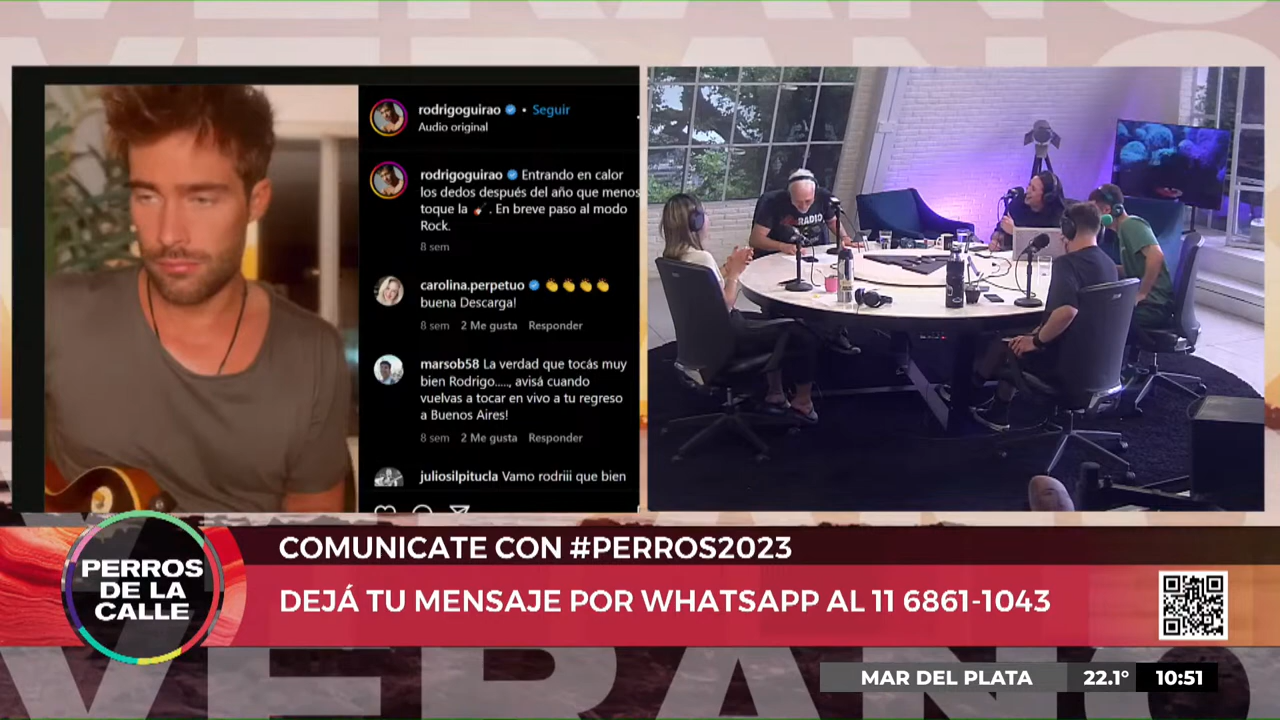 VERANO
rodrigoguirao • Seguir
Audio original
rodrigoguirao Entrando en calor
los dedos después del año que menos
toque la 🎸. En breve paso al modo
Rock.
8 sem
carolina.perpetuo 👏👏👏👏
buena Descarga!
8 sem 2 Me gusta Responder
marsob58 La verdad que tocás muy
bien Rodrigo....., avisá cuando
vuelvas a tocar en vivo a tu regreso
a Buenos Aires!
8 sem 2 Me gusta Responder
juliosilpitucla Vamo rodriii que bien
RADIO
PERROS
DE LA
CALLE
COMUNICATE CON #PERROS2023
DEJÁ TU MENSAJE POR WHATSAPP AL 11 6861-1043
VERANO
MAR DEL PLATA 22.1° 10:51